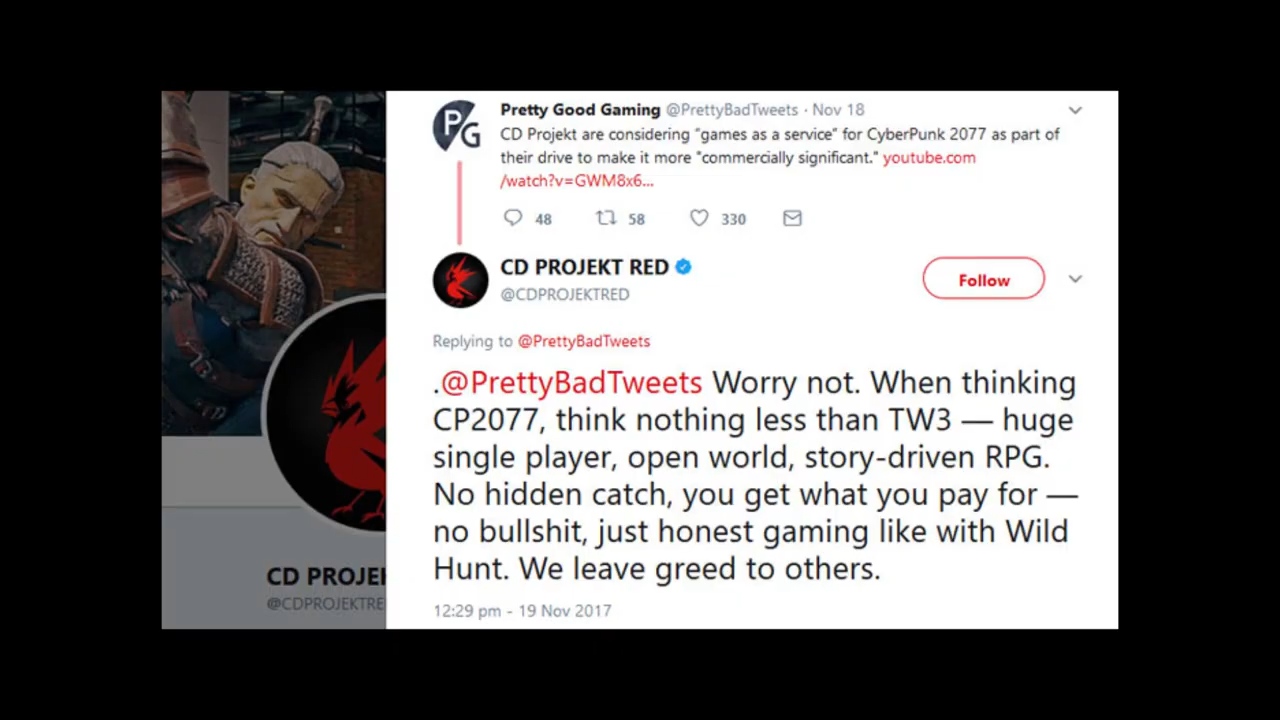 Pretty Good Gaming @PrettyBadTweets · Nov 18
CD Projekt are considering "games as a service" for CyberPunk 2077 as part of
their drive to make it more "commercially significant." youtube.com
/watch?v=GWM8x6...
48 58 330
PG
CD PROJEKT RED
@CDPROJEKTRED
Follow
Replying to @PrettyBadTweets
.@PrettyBadTweets Worry not. When thinking
CP2077, think nothing less than TW3 — huge
single player, open world, story-driven RPG.
No hidden catch, you get what you pay for —
no bullshit, just honest gaming like with Wild
Hunt. We leave greed to others.
12:29 pm - 19 Nov 2017
CD PROJEK
@CDPROJEKTRE